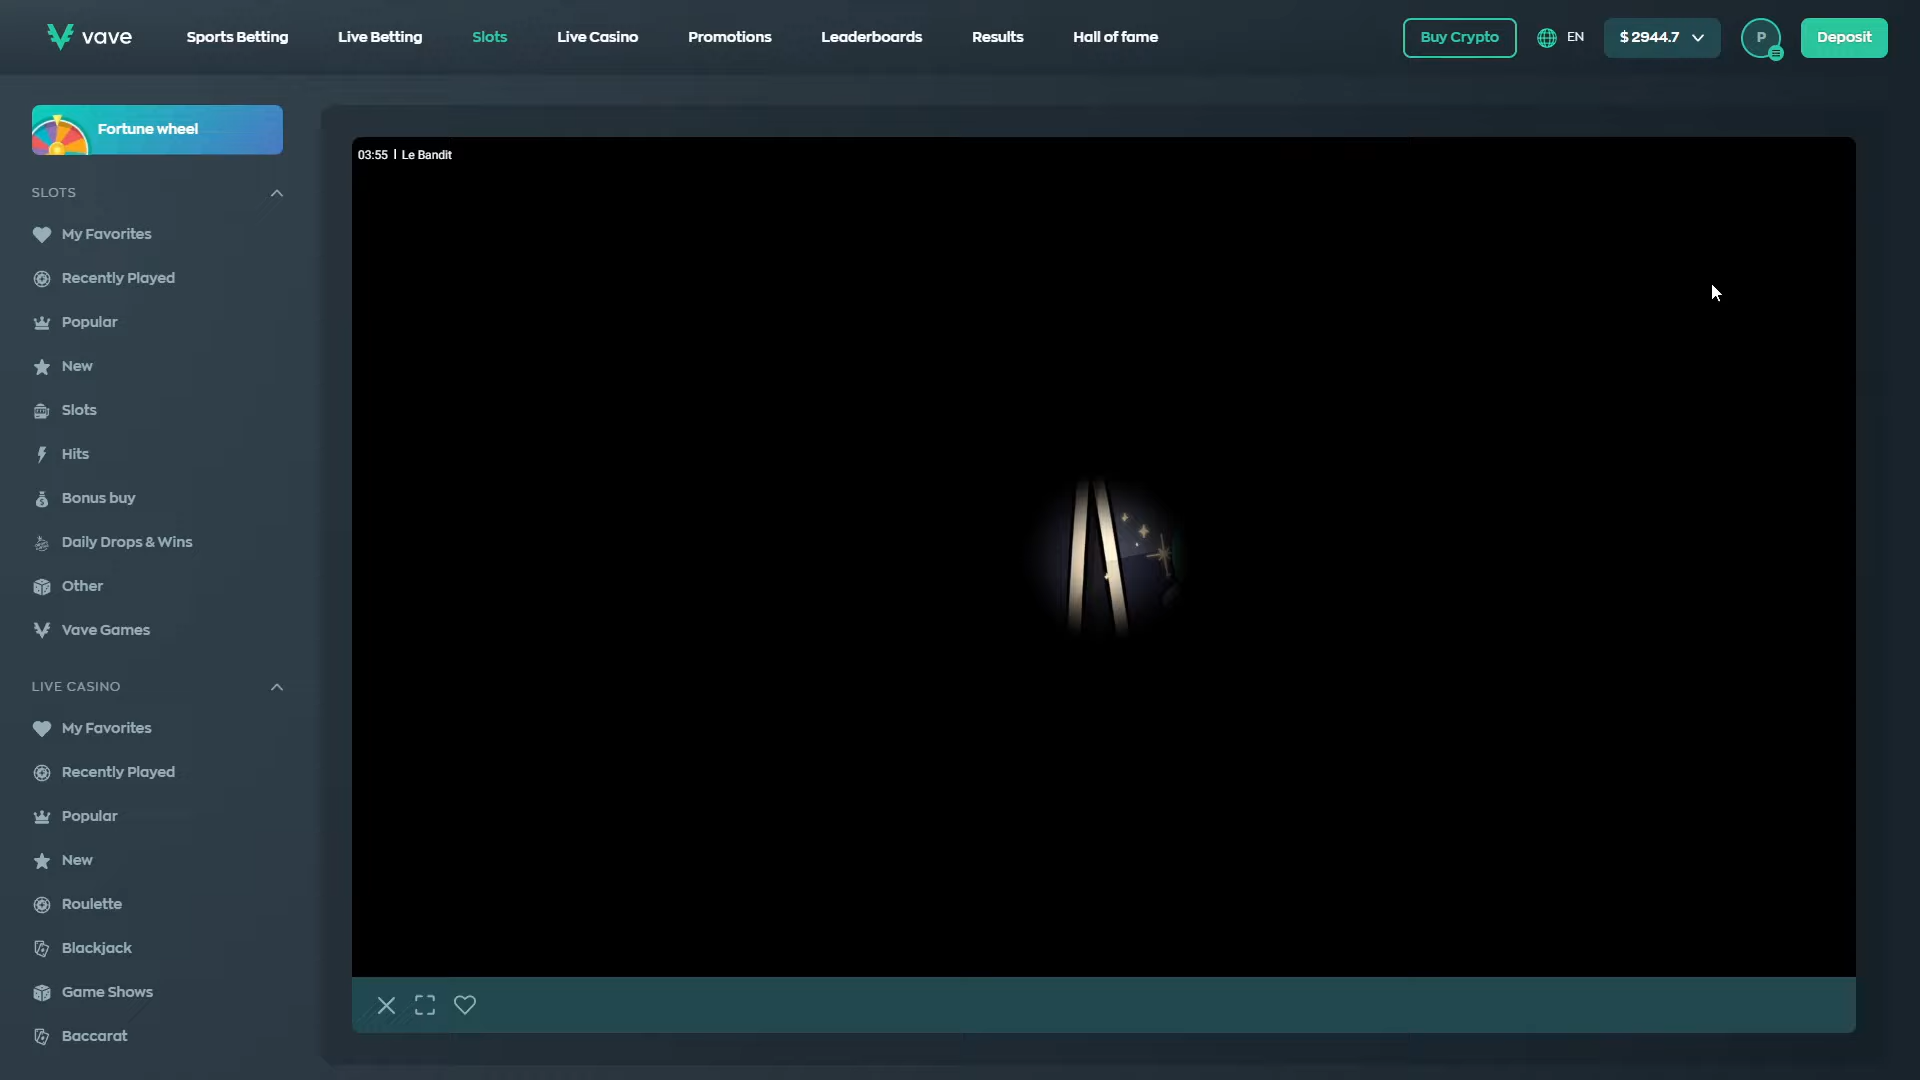 vave
Sports Betting
Live Betting
Slots
Live Casino
Promotions
Leaderboards
Results
Hall of fame
Buy Crypto
EN
$ 2944.7
P
Deposit
Fortune wheel
SLOTS
My Favorites
Recently Played
Popular
New
Slots
Hits
Bonus buy
Daily Drops & Wins
Other
Vave Games
LIVE CASINO
My Favorites
Recently Played
Popular
New
Roulette
Blackjack
Game Shows
Baccarat
03:55 | Le Bandit